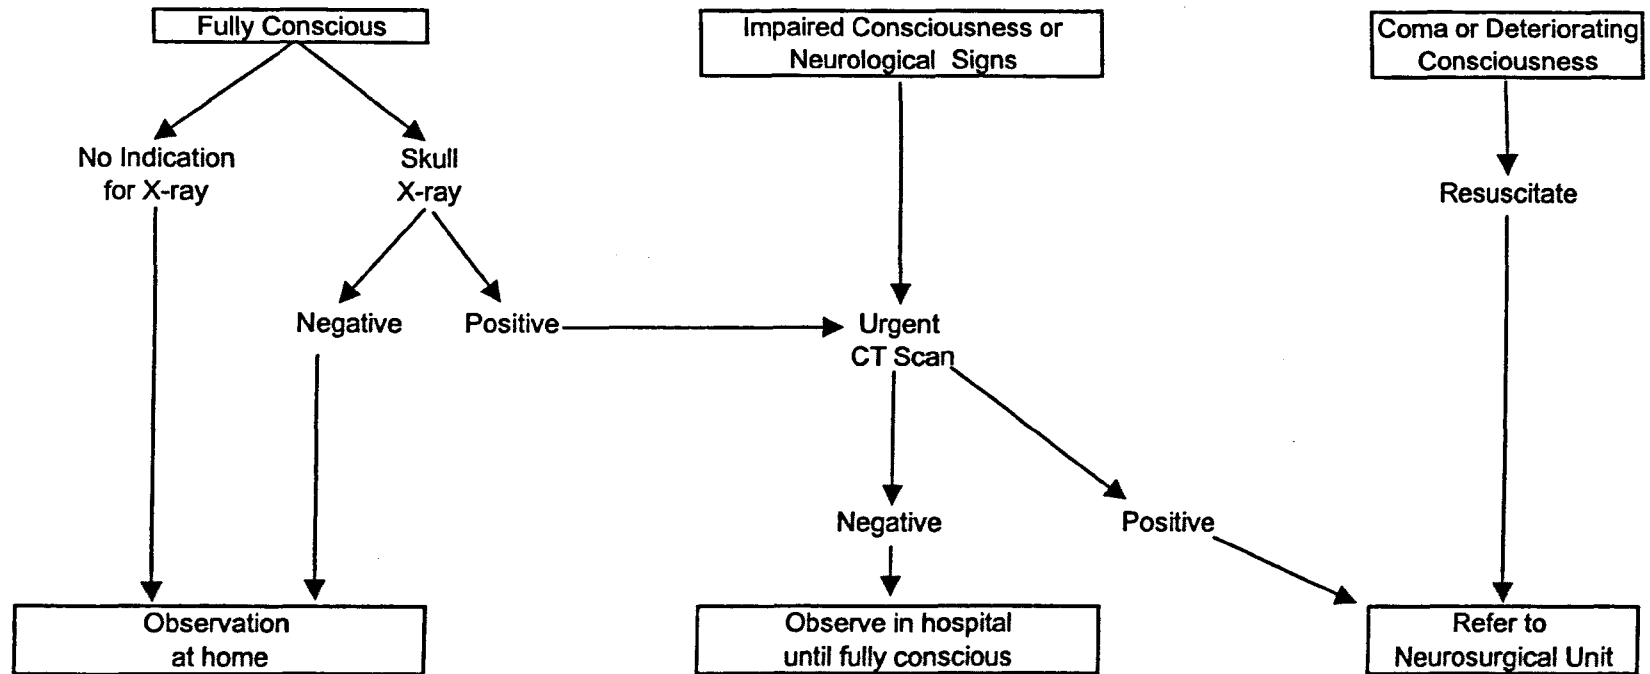 Fully Conscious
Impaired Consciousness or
Neurological Signs
Coma or Deteriorating
Consciousness
No Indication
for X-ray
Skull
X-ray
Resuscitate
Negative
Positive
Urgent
CT Scan
Negative
Positive
Observation
at home
Observe in hospital
until fully conscious
Refer to
Neurosurgical Unit